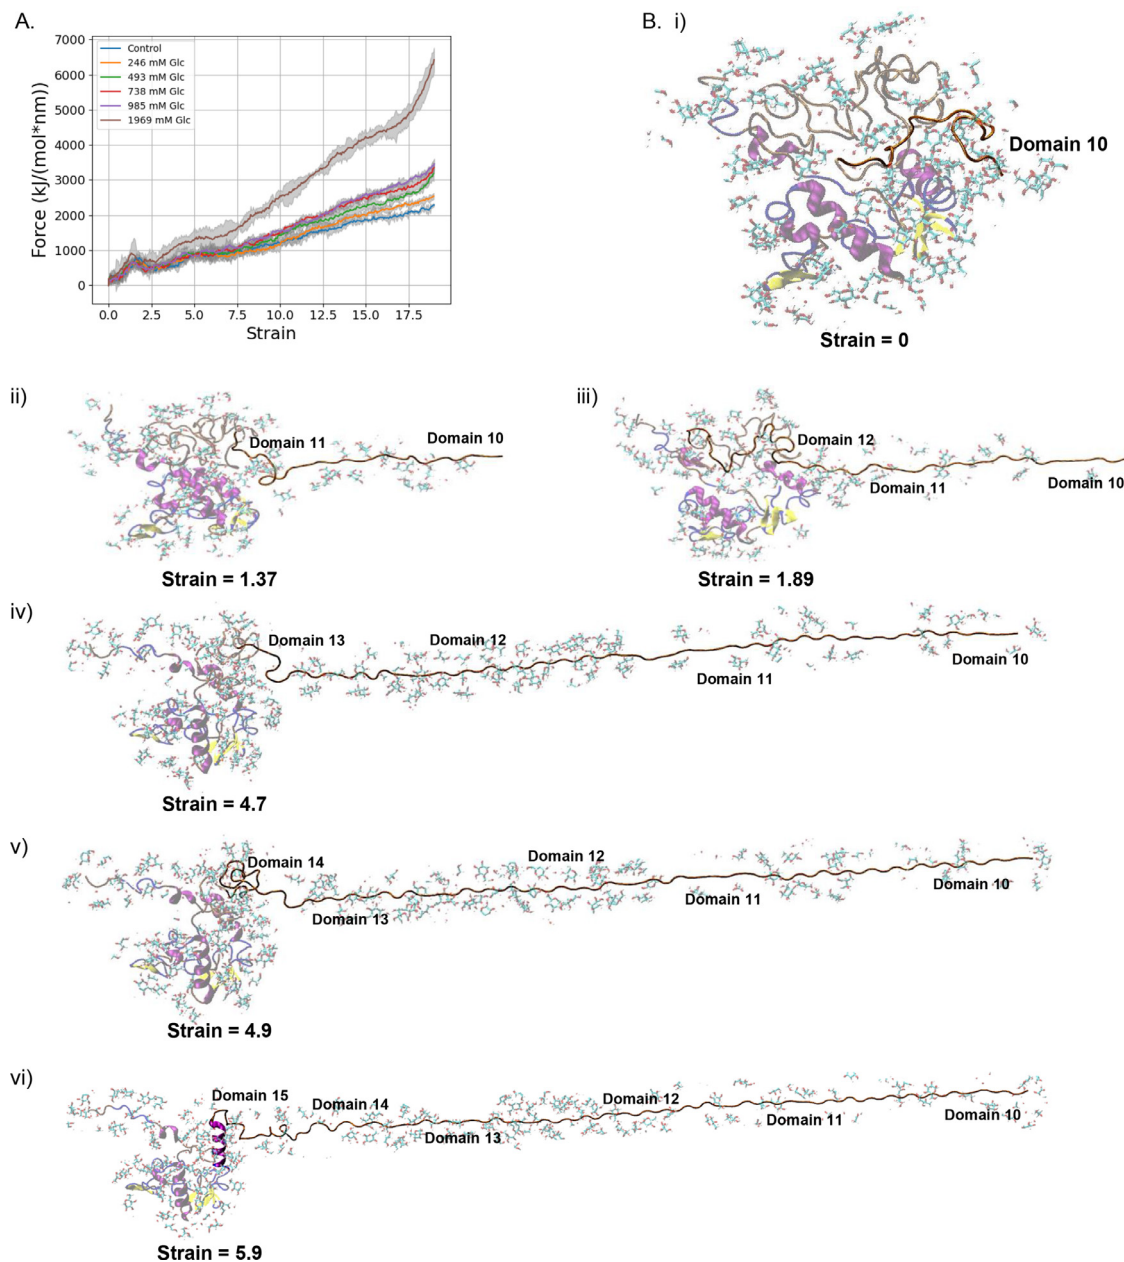 A.
7000
6000
5000
4000
3000
2000
1000
0
Force (kJ/(mol*nm))
Control
246 mM Glc
493 mM Glc
738 mM Glc
985 mM Glc
1969 mM Glc
0.0 2.5 5.0 7.5 10.0 12.5 15.0 17.5
Strain
B. i)
Domain 10
Strain = 0
ii)
Domain 11
Domain 10
Strain = 1.37
iii)
Domain 12
Domain 11
Domain 10
Strain = 1.89
iv)
Domain 13
Domain 12
Domain 11
Domain 10
Strain = 4.7
v)
Domain 14
Domain 12
Domain 13
Domain 11
Domain 10
Strain = 4.9
vi)
Domain 15
Domain 14
Domain 13
Domain 12
Domain 11
Domain 10
Strain = 5.9